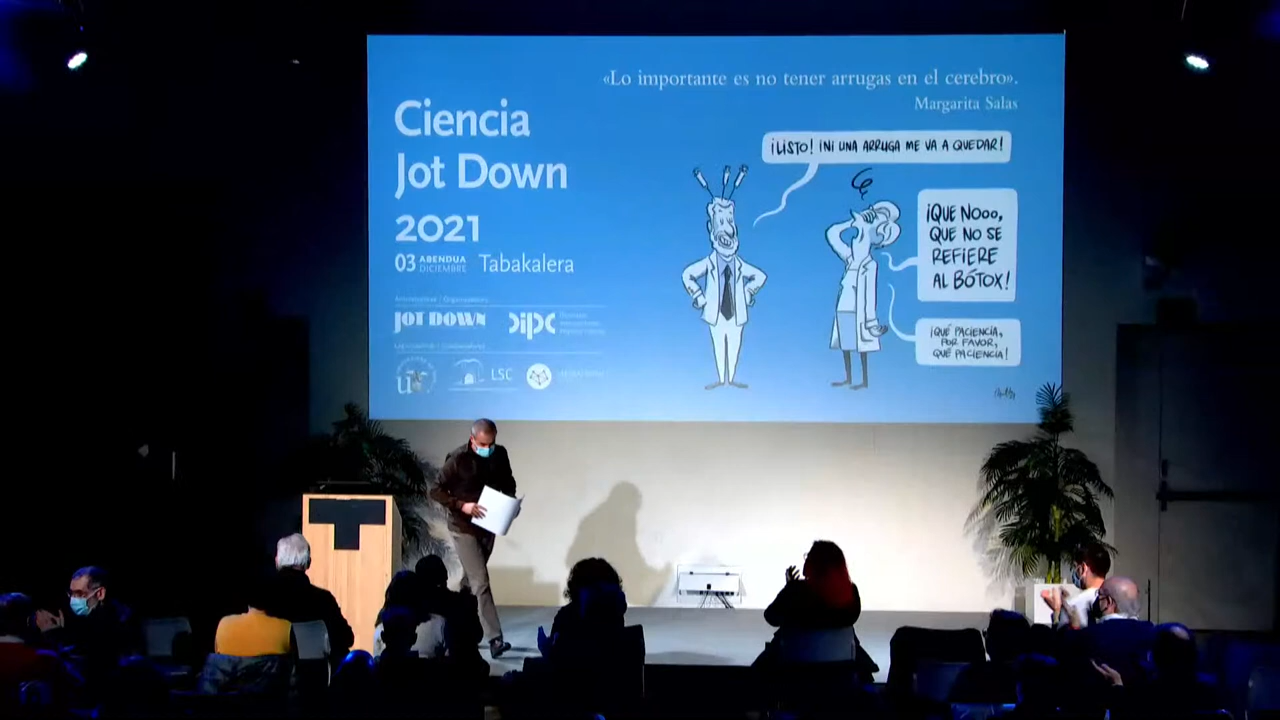 «Lo importante es no tener arrugas en el cerebro».
Margarita Salas
Ciencia
Jot Down
2021
03 ABENDUA
DICIEMBRE
Tabakalera
JOT DOWN
dipc
LSC
¡LISTO! ¡NI UNA ARRUGA ME VA A QUEDAR!
¡QUE NOOO,
QUE NO SE
REFIERE
AL BÓTOX!
¡QUÉ PACIENCIA,
POR FAVOR,
QUÉ PACIENCIA!